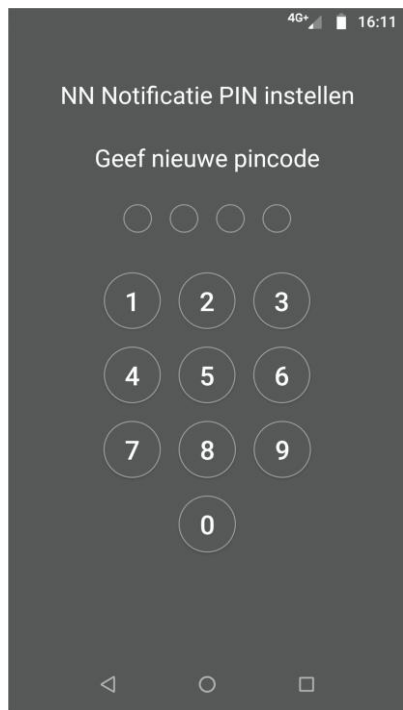 4G+ 16:11
NN Notificatie PIN instellen
Geef nieuwe pincode
1 2 3
4 5 6
7 8 9
0